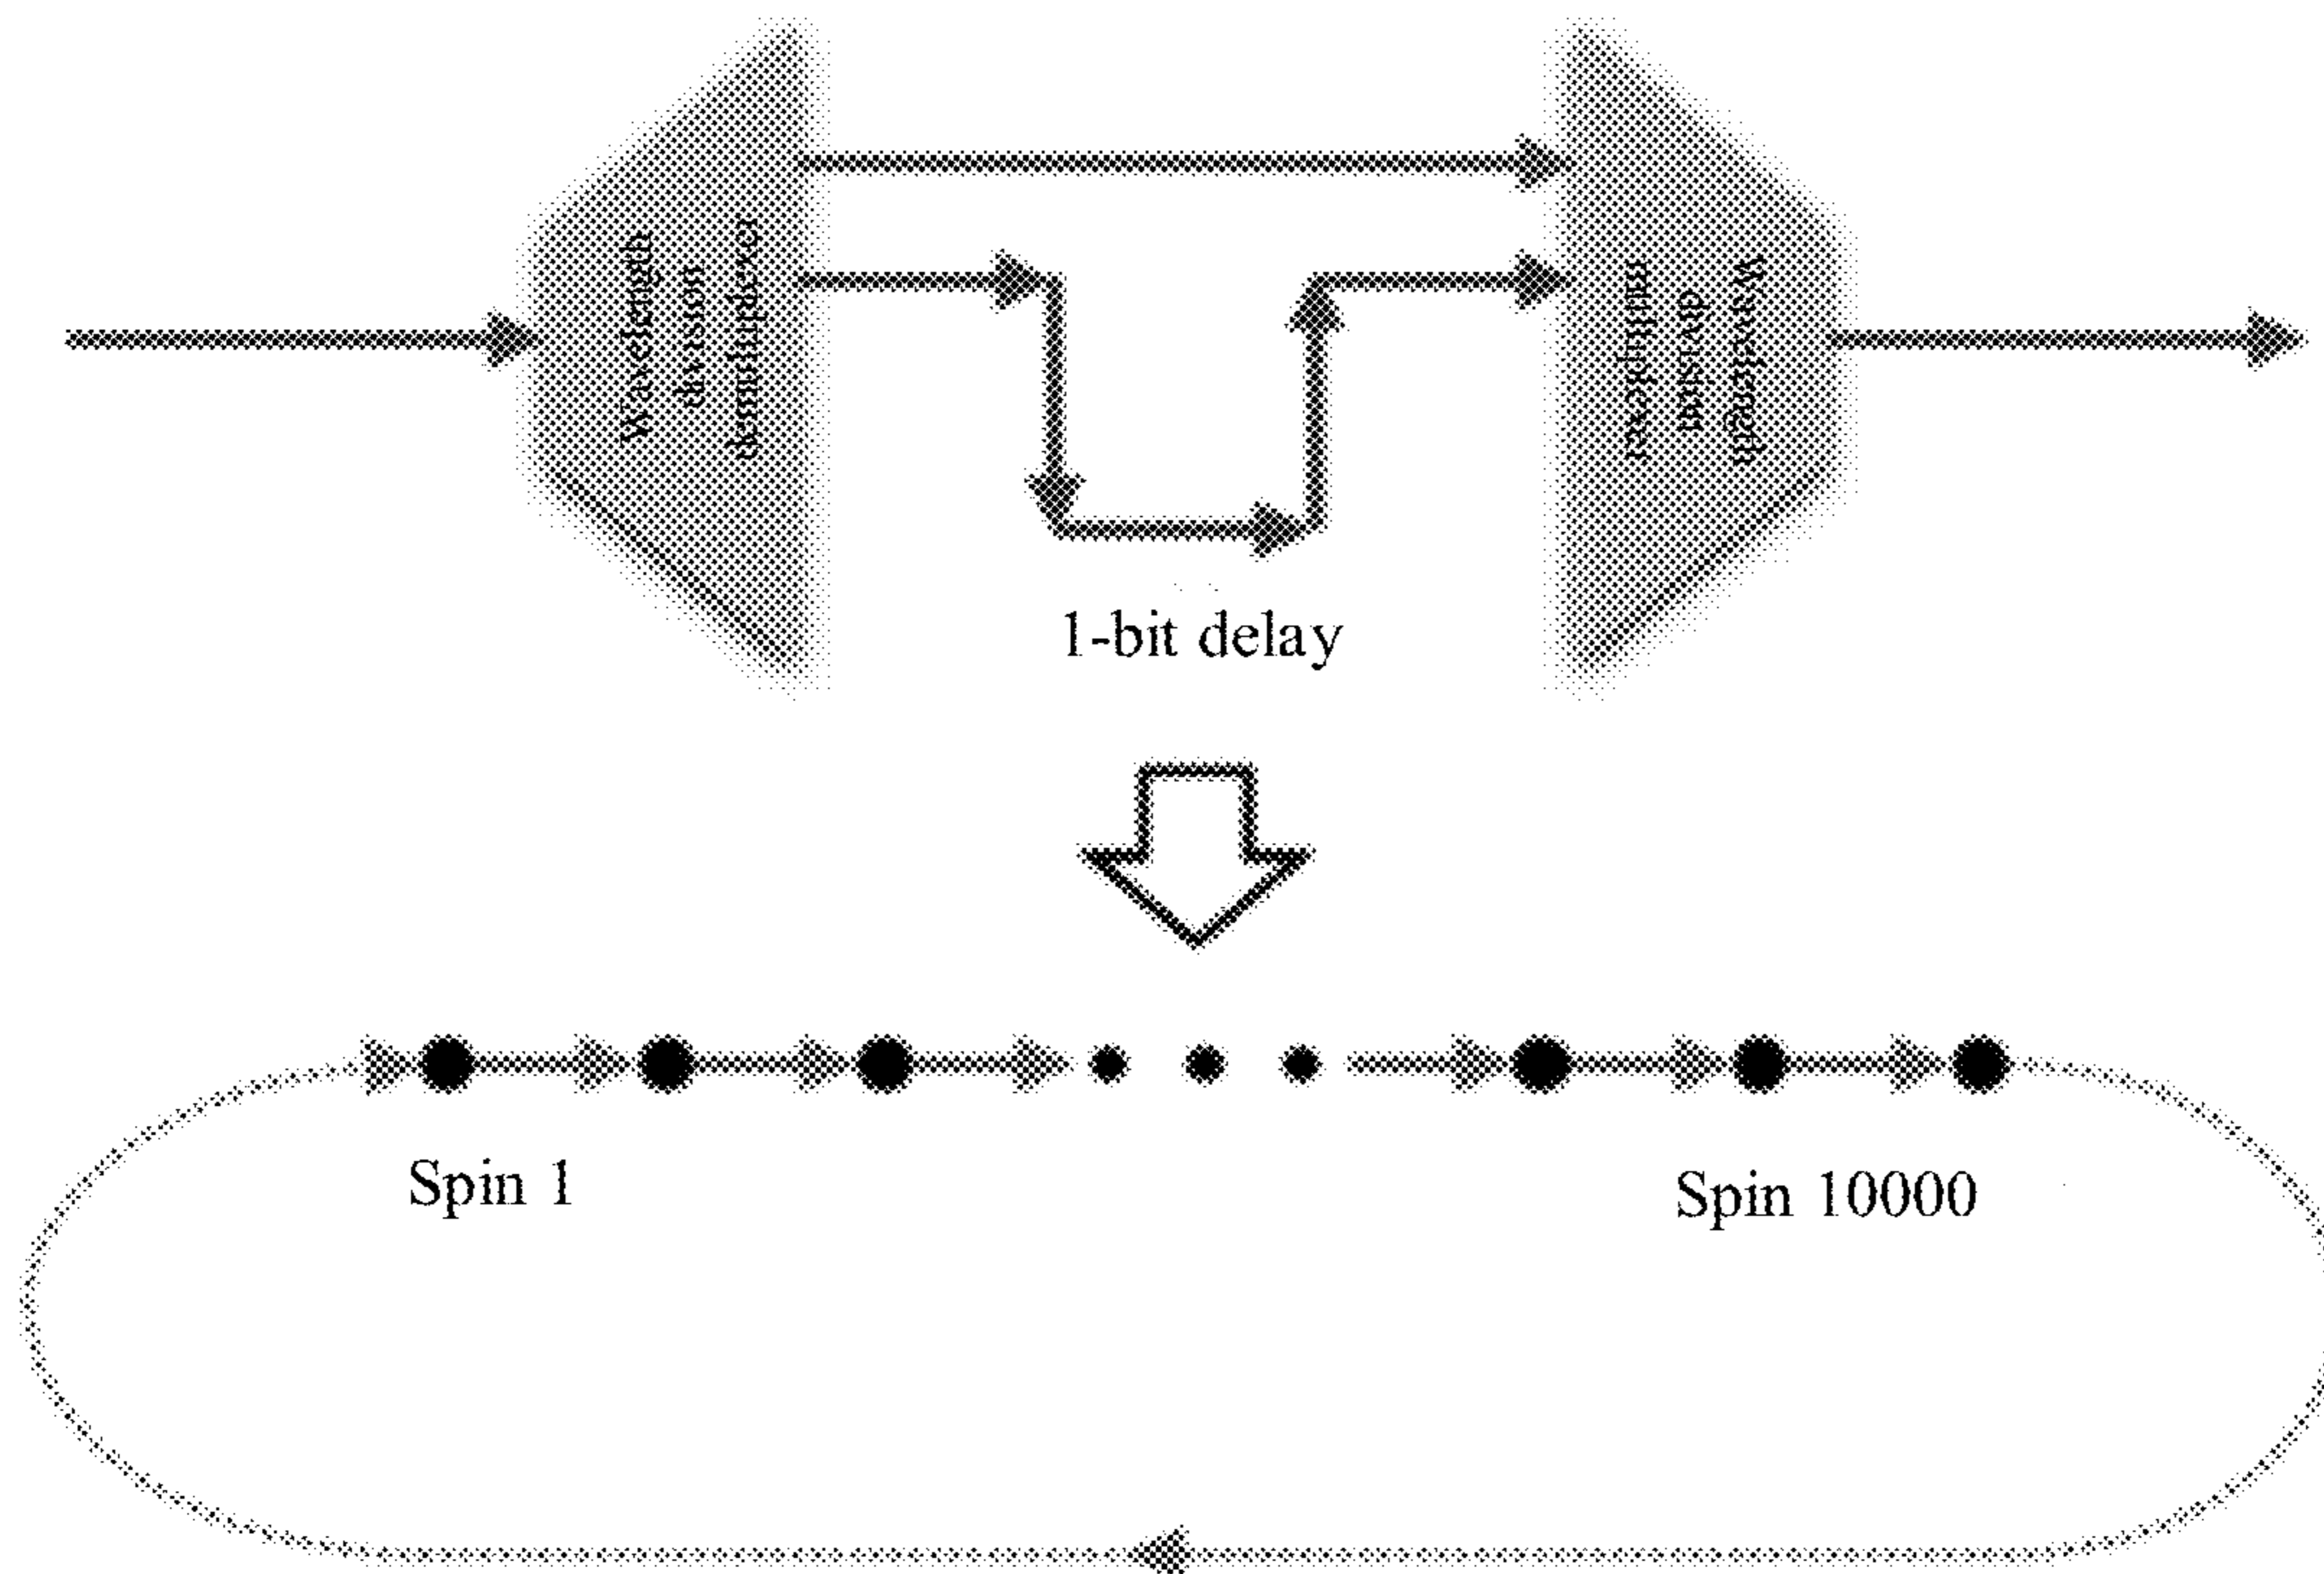 Wavelength
division
demultiplexer
Wavelength
division
multiplexer
1-bit delay
Spin 1
Spin 10000